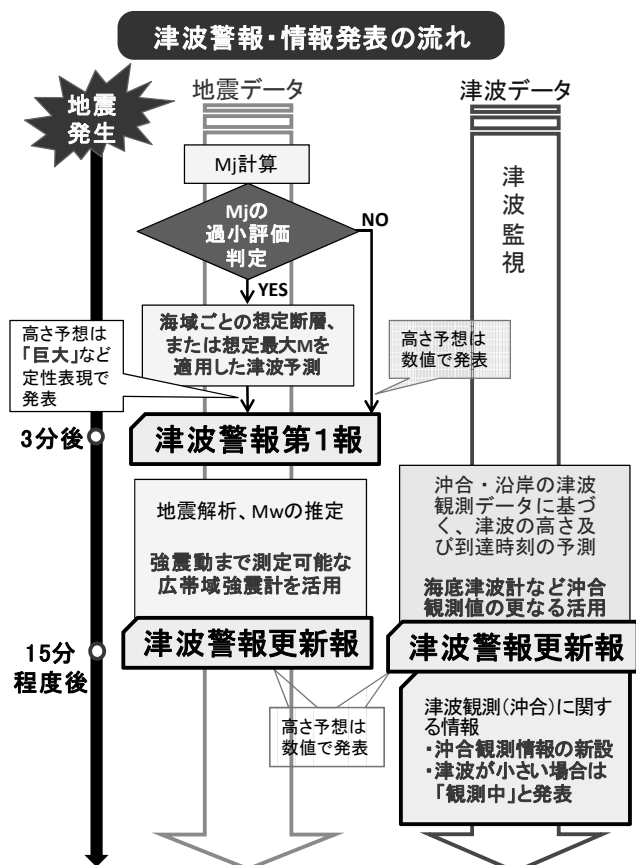 津波警報・情報発表の流れ
地震
発生
地震データ
津波データ
Mj計算
Mjの
過小評価
判定
NO
YES
津
波
監
視
海域ごとの想定断層、
または想定最大Mを
適用した津波予測
高さ予想は
「巨大」など
定性表現で
発表
高さ予想は
数値で発表
3分後
津波警報第1報
地震解析、Mwの推定
強震動まで測定可能な
広帯域強震計を活用
沖合・沿岸の津波
観測データに基づ
く、津波の高さ及
び到達時刻の予測
海底津波計など沖合
観測値の更なる活用
15分
程度後
津波警報更新報
津波警報更新報
高さ予想は
数値で発表
津波観測(沖合)に関す
る情報
・沖合観測情報の新設
・津波が小さい場合は
「観測中」と発表